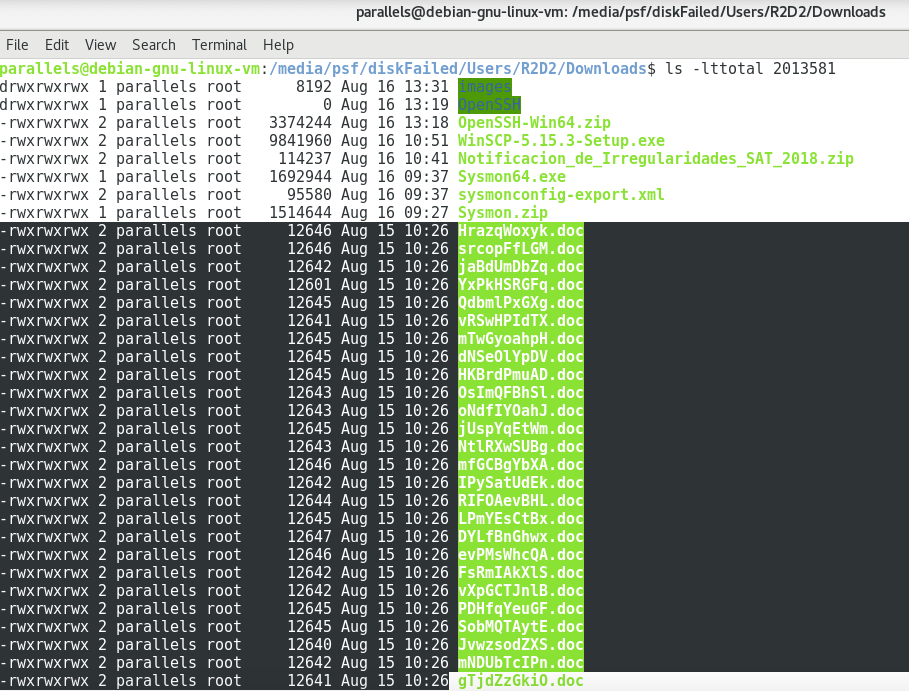 parallels@debian-gnu-linux-vm: /media/psf/diskFailed/Users/R2D2/Downloads
File Edit View Search Terminal Help
parallels@debian-gnu-linux-vm:/media/psf/diskFailed/Users/R2D2/Downloads$ ls -lttotal 2013581
drwxrwxrwx 1 parallels root 8192 Aug 16 13:31 images
drwxrwxrwx 1 parallels root 0 Aug 16 13:19 OpenSSH
-rwxrwxrwx 2 parallels root 3374244 Aug 16 13:18 OpenSSH-Win64.zip
-rwxrwxrwx 2 parallels root 9841960 Aug 16 10:51 WinSCP-5.15.3-Setup.exe
-rwxrwxrwx 2 parallels root 114237 Aug 16 10:41 Notificacion_de_Irregularidades_SAT_2018.zip
-rwxrwxrwx 1 parallels root 1692944 Aug 16 09:37 Sysmon64.exe
-rwxrwxrwx 2 parallels root 95580 Aug 16 09:37 sysmonconfig-export.xml
-rwxrwxrwx 1 parallels root 1514644 Aug 16 09:27 Sysmon.zip
-rwxrwxrwx 2 parallels root 12646 Aug 15 10:26 HrazqWoxyk.doc
-rwxrwxrwx 2 parallels root 12646 Aug 15 10:26 srcopFfLGM.doc
-rwxrwxrwx 2 parallels root 12642 Aug 15 10:26 jaBdUmDbZq.doc
-rwxrwxrwx 2 parallels root 12601 Aug 15 10:26 YxPkHSRGFq.doc
-rwxrwxrwx 2 parallels root 12645 Aug 15 10:26 QdbmlPxGXg.doc
-rwxrwxrwx 2 parallels root 12641 Aug 15 10:26 vRSwHPIdTX.doc
-rwxrwxrwx 2 parallels root 12645 Aug 15 10:26 mTwGyoahpH.doc
-rwxrwxrwx 2 parallels root 12645 Aug 15 10:26 dNSeOlYpDV.doc
-rwxrwxrwx 2 parallels root 12645 Aug 15 10:26 HKBrdPmuAD.doc
-rwxrwxrwx 2 parallels root 12643 Aug 15 10:26 OsImQFBhSl.doc
-rwxrwxrwx 2 parallels root 12643 Aug 15 10:26 oNdfIYOahJ.doc
-rwxrwxrwx 2 parallels root 12645 Aug 15 10:26 jUspYqEtWm.doc
-rwxrwxrwx 2 parallels root 12643 Aug 15 10:26 NtlRXwSUBg.doc
-rwxrwxrwx 2 parallels root 12646 Aug 15 10:26 mfGCBgYbXA.doc
-rwxrwxrwx 2 parallels root 12642 Aug 15 10:26 IPySatUdEk.doc
-rwxrwxrwx 2 parallels root 12644 Aug 15 10:26 RIFOAevBHL.doc
-rwxrwxrwx 2 parallels root 12645 Aug 15 10:26 LPmYEsCtBx.doc
-rwxrwxrwx 2 parallels root 12647 Aug 15 10:26 DYLfBnGhwx.doc
-rwxrwxrwx 2 parallels root 12646 Aug 15 10:26 evPMsWhcQA.doc
-rwxrwxrwx 2 parallels root 12642 Aug 15 10:26 FsRmIAkXlS.doc
-rwxrwxrwx 2 parallels root 12642 Aug 15 10:26 vXpGCTJnlB.doc
-rwxrwxrwx 2 parallels root 12645 Aug 15 10:26 PDHfqYeuGF.doc
-rwxrwxrwx 2 parallels root 12645 Aug 15 10:26 SobMQTAytE.doc
-rwxrwxrwx 2 parallels root 12640 Aug 15 10:26 JvwzsodZXS.doc
-rwxrwxrwx 2 parallels root 12642 Aug 15 10:26 mNDUbTcIPn.doc
-rwxrwxrwx 2 parallels root 12641 Aug 15 10:26 gTjdZzGkiO.doc